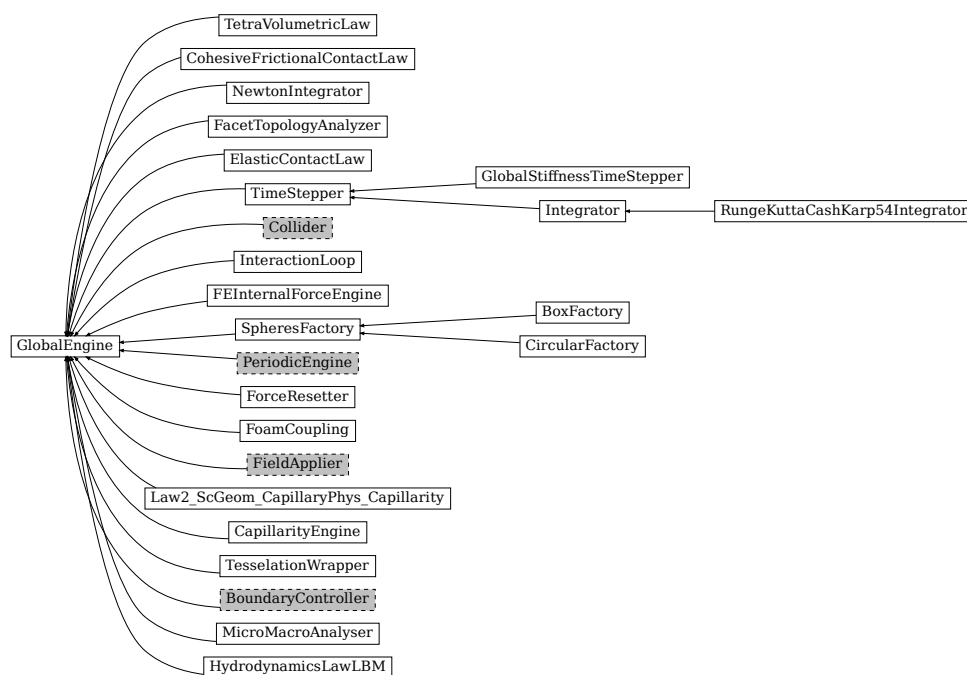 TetraVolumetricLaw
CohesiveFrictionalContactLaw
NewtonIntegrator
FacetTopologyAnalyzer
ElasticContactLaw
GlobalStiffnessTimeStepper
TimeStepper
Integrator
RungeKuttaCashKarp54Integrator
Collider
InteractionLoop
FEInternalForceEngine
BoxFactory
SpheresFactory
GlobalEngine
CircularFactory
PeriodicEngine
ForceResetter
FoamCoupling
FieldApplier
Law2_ScGeom_CapillaryPhys_Capillarity
CapillarityEngine
TesselationWrapper
BoundaryController
MicroMacroAnalyser
HydrodynamicsLawLBM